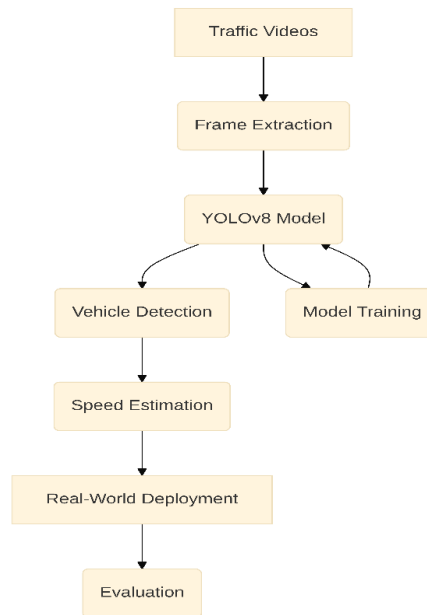 Traffic Videos
Frame Extraction
YOLOv8 Model
Vehicle Detection
Model Training
Speed Estimation
Real-World Deployment
Evaluation